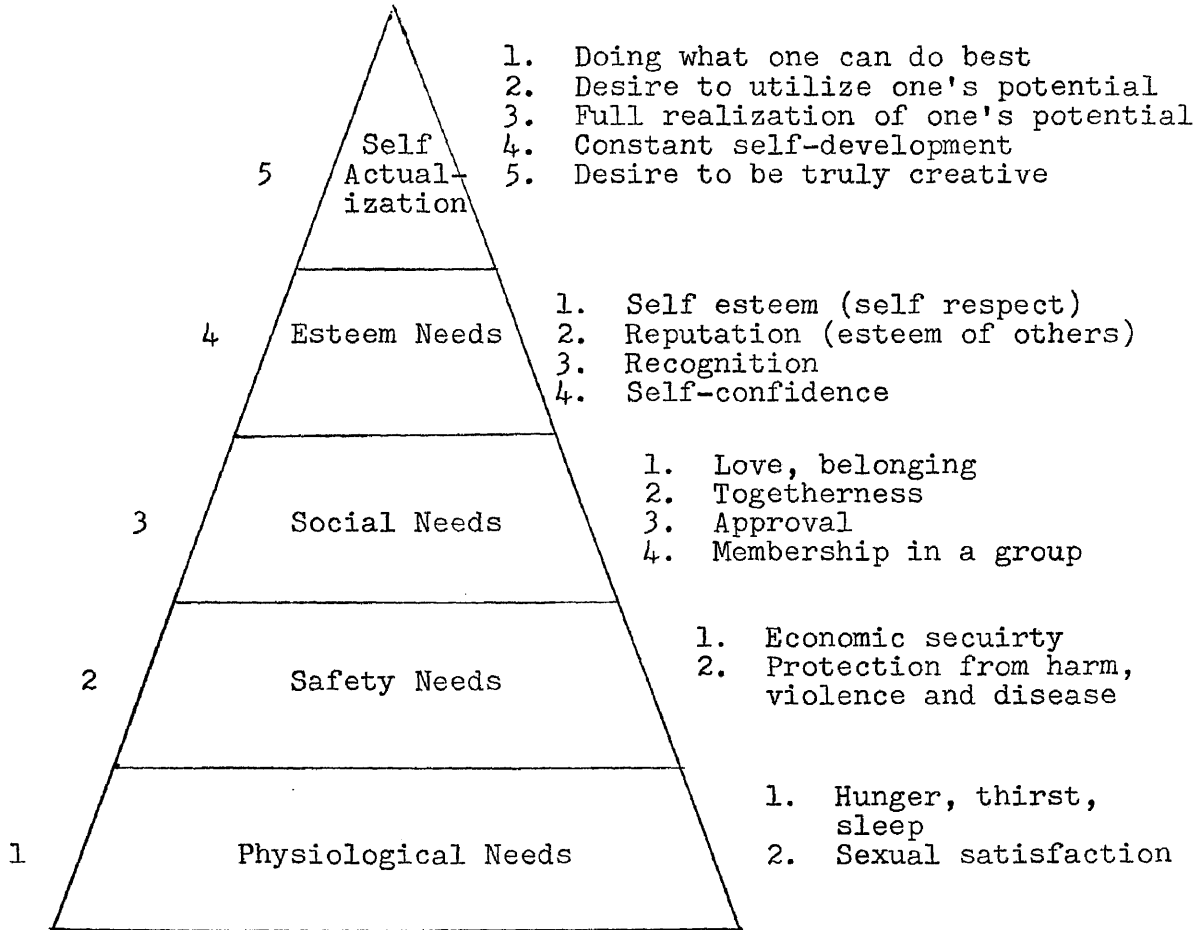 1. Doing what one can do best
2. Desire to utilize one's potential
3. Full realization of one's potential
4. Constant self-development
5. Desire to be truly creative
5
Self
Actual-
ization
1. Self esteem (self respect)
2. Reputation (esteem of others)
3. Recognition
4. Self-confidence
4
Esteem Needs
1. Love, belonging
2. Togetherness
3. Approval
4. Membership in a group
3
Social Needs
1. Economic secuirty
2. Protection from harm,
violence and disease
2
Safety Needs
1. Hunger, thirst,
sleep
2. Sexual satisfaction
1
Physiological Needs